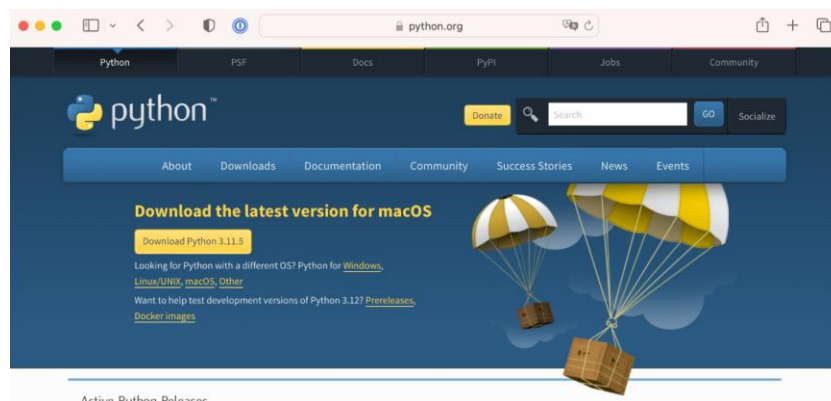 python.org
Python PSF Docs PyPI Jobs Community
python™
Donate Search GO Socialize
About Downloads Documentation Community Success Stories News Events
Download the latest version for macOS
Download Python 3.11.5
Looking for Python with a different OS? Python for Windows,
Linux/UNIX, macOS, Other
Want to help test development versions of Python 3.12? Prereleases,
Docker images
Active Python Releases